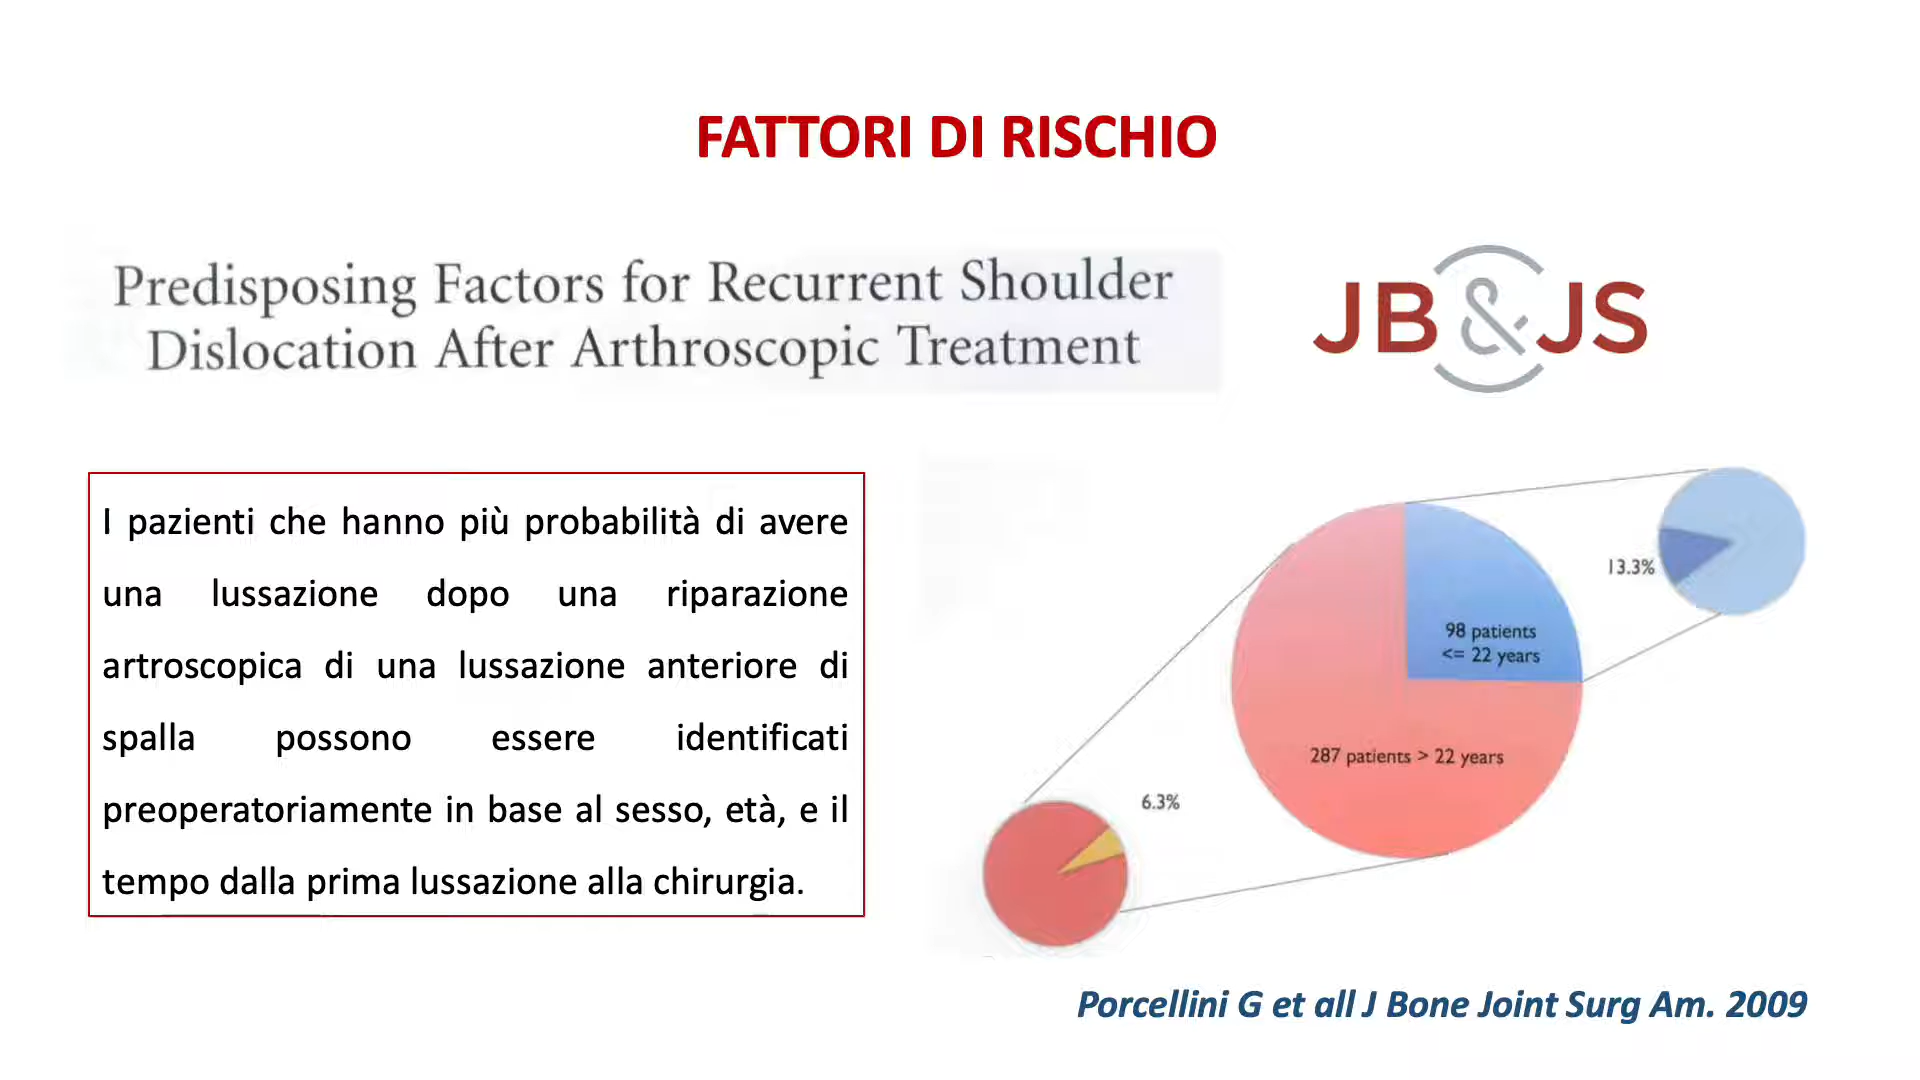 FATTORI DI RISCHIO
Predisposing Factors for Recurrent Shoulder
Dislocation After Arthroscopic Treatment
JB&JS
I pazienti che hanno più probabilità di avere
una lussazione dopo una riparazione
artroscopica di una lussazione anteriore di
spalla possono essere identificati
preoperatoriamente in base al sesso, età, e il
tempo dalla prima lussazione alla chirurgia.
13.3%
98 patients
<= 22 years
287 patients > 22 years
6.3%
Porcellini G et all J Bone Joint Surg Am. 2009